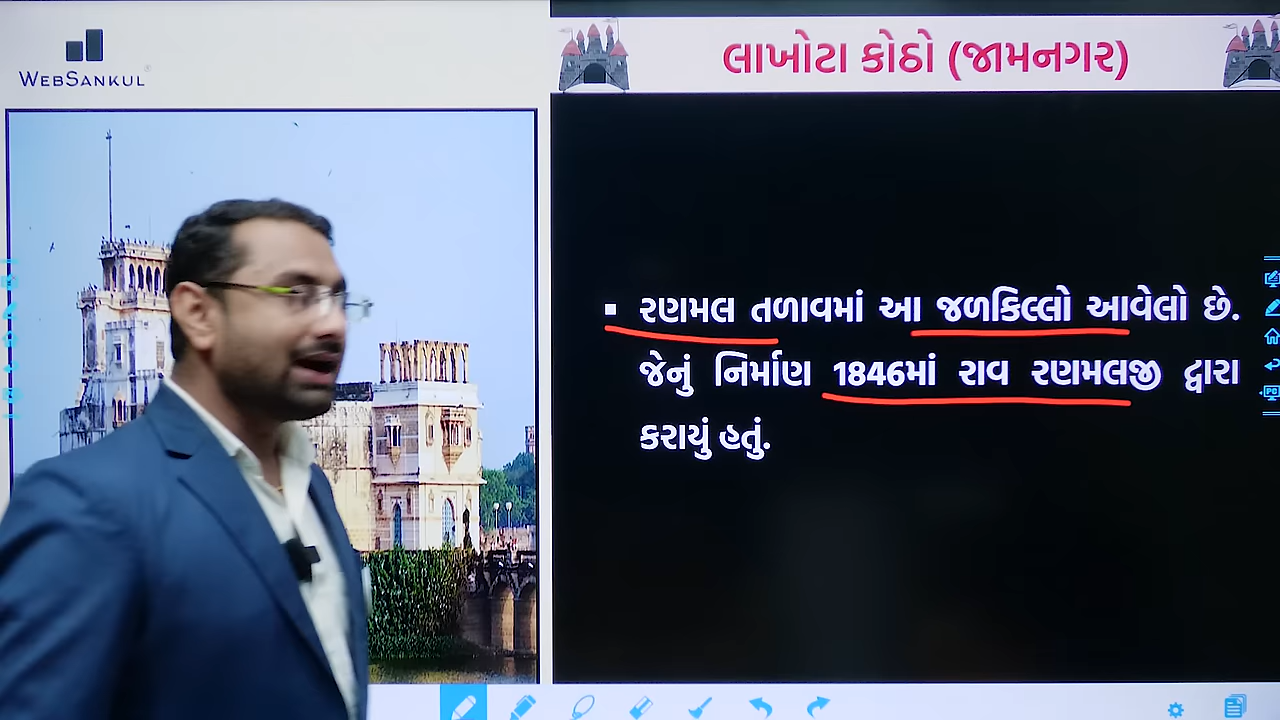 WEBSANKUL
લાખોટા કોઠો (જામનગર)
▪ રણમલ તળાવમાં આ જળકિલ્લો આવેલો છે.
જેનું નિર્માણ 1846માં રાવ રણમલજી દ્વારા
કરાયું હતું.